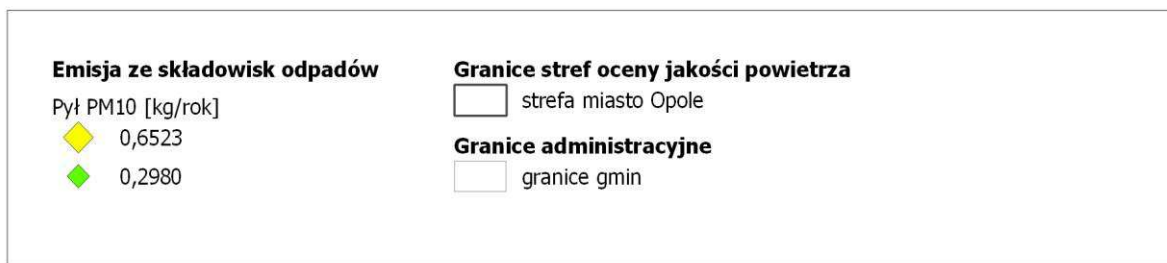 Emisja ze składowisk odpadów
Pył PM10 [kg/rok]
0,6523
0,2980
Granice stref oceny jakości powietrza
strefa miasto Opole
Granice administracyjne
granice gmin